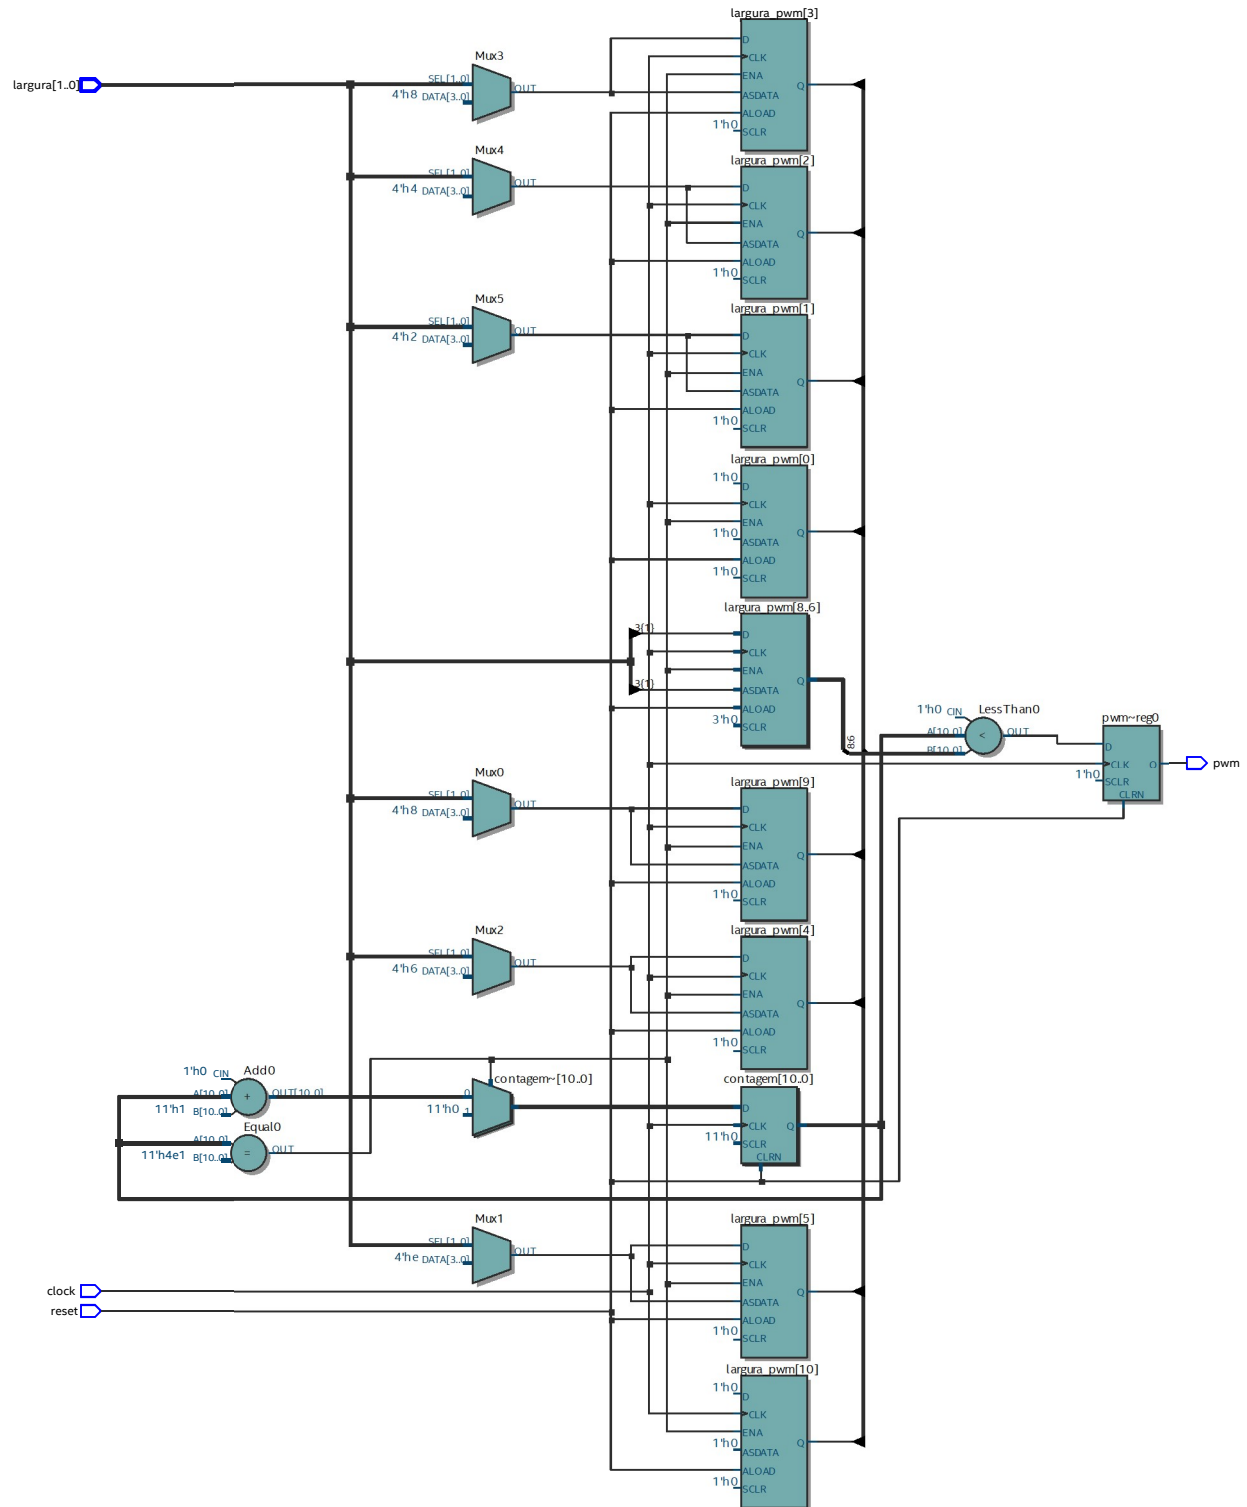 largura_pwm[3]
Mux3
largura[1..0]
SEL[1..0]
4'h8 DATA[3..0]
OUT
D
CLK
ENA
ASDATA
ALOAD
1'h0 SCLR
Q
largura_pwm[2]
Mux4
SEL[1..0]
4'h4 DATA[3..0]
OUT
D
CLK
ENA
ASDATA
ALOAD
1'h0 SCLR
Q
largura_pwm[1]
Mux5
SEL[1..0]
4'h2 DATA[3..0]
OUT
D
CLK
ENA
ASDATA
ALOAD
1'h0 SCLR
Q
largura_pwm[0]
1'h0 D
CLK
ENA
1'h0 ASDATA
ALOAD
1'h0 SCLR
Q
largura_pwm[8..6]
3{1}
D
CLK
ENA
3{1}
ASDATA
ALOAD
3'h0 SCLR
Q
8:6
LessThan0
1'h0 CIN
A[10..0]
B[10..0]
<
OUT
pwm~reg0
D
CLK
1'h0 SCLR
CLRN
Q
pwm
Mux0
SEL[1..0]
4'h8 DATA[3..0]
OUT
largura_pwm[9]
D
CLK
ENA
ASDATA
ALOAD
1'h0 SCLR
Q
Mux2
SEL[1..0]
4'h6 DATA[3..0]
OUT
largura_pwm[4]
D
CLK
ENA
ASDATA
ALOAD
1'h0 SCLR
Q
Add0
1'h0 CIN
A[10..0]
11'h1 B[10..0]
+
OUT[10..0]
Equal0
A[10..0]
11'h4e1 B[10..0]
=
OUT
contagem~[10..0]
0
11'h0 1
contagem[10..0]
D
CLK
11'h0 SCLR
CLRN
Q
Mux1
SEL[1..0]
4'he DATA[3..0]
OUT
largura_pwm[5]
D
CLK
ENA
ASDATA
ALOAD
1'h0 SCLR
Q
clock
reset
largura_pwm[10]
1'h0 D
CLK
ENA
1'h0 ASDATA
ALOAD
1'h0 SCLR
Q